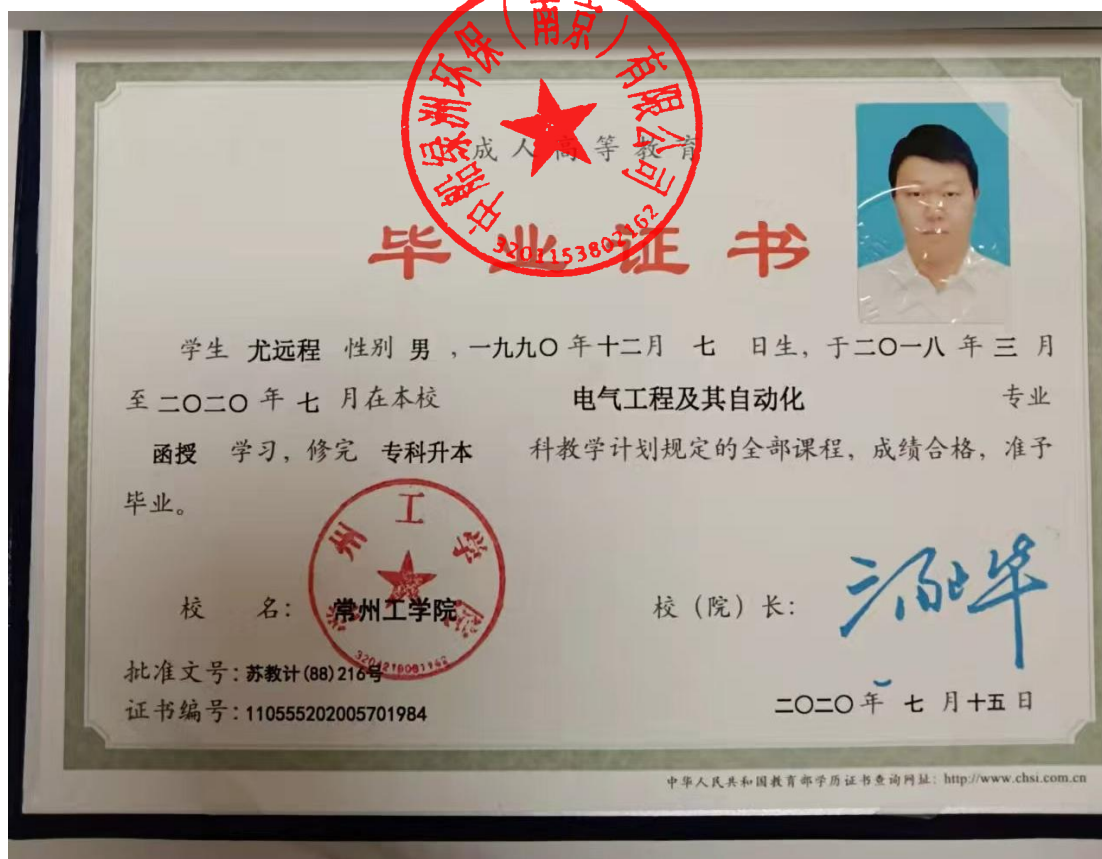 中船绿洲环保（南京）有限公司
3201153802162
成人高等教育
毕业证书
学生 尤远程 性别 男 ，一九九〇 年 十二月 七 日生，于二〇一八 年 三 月
至 二〇二〇 年 七 月在本校 电气工程及其自动化 专业
函授 学习，修完 专科升本 科教学计划规定的全部课程，成绩合格，准予
毕业。
常州工学院
校 名： 常州工学院 校（院）长：
3204218081142
批准文号：苏教计(88)216号
证书编号：110555202005701984 二〇二〇 年 七 月 十五 日
中华人民共和国教育部学历证书查询网址：http://www.chsi.com.cn